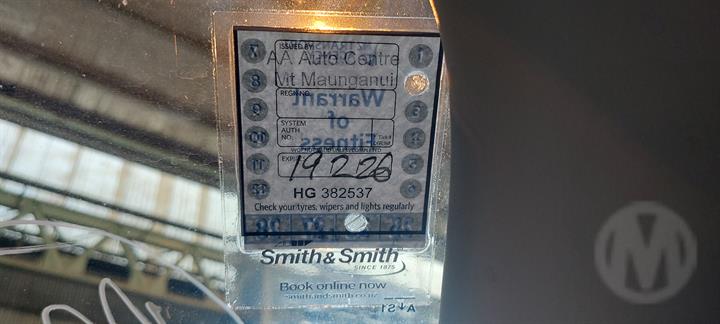 ISSUED BY
AA Auto Centre
Mt Maunganui
REGN NO.
Warrant
of
Fitness
SYSTEM
AUTH
NO.
EXPIRES
19 2 26
HG 382537
Check your tyres, wipers and lights regularly
Smith&Smith
SINCE 1875
Book online now
smithandsmith.co.nz
M